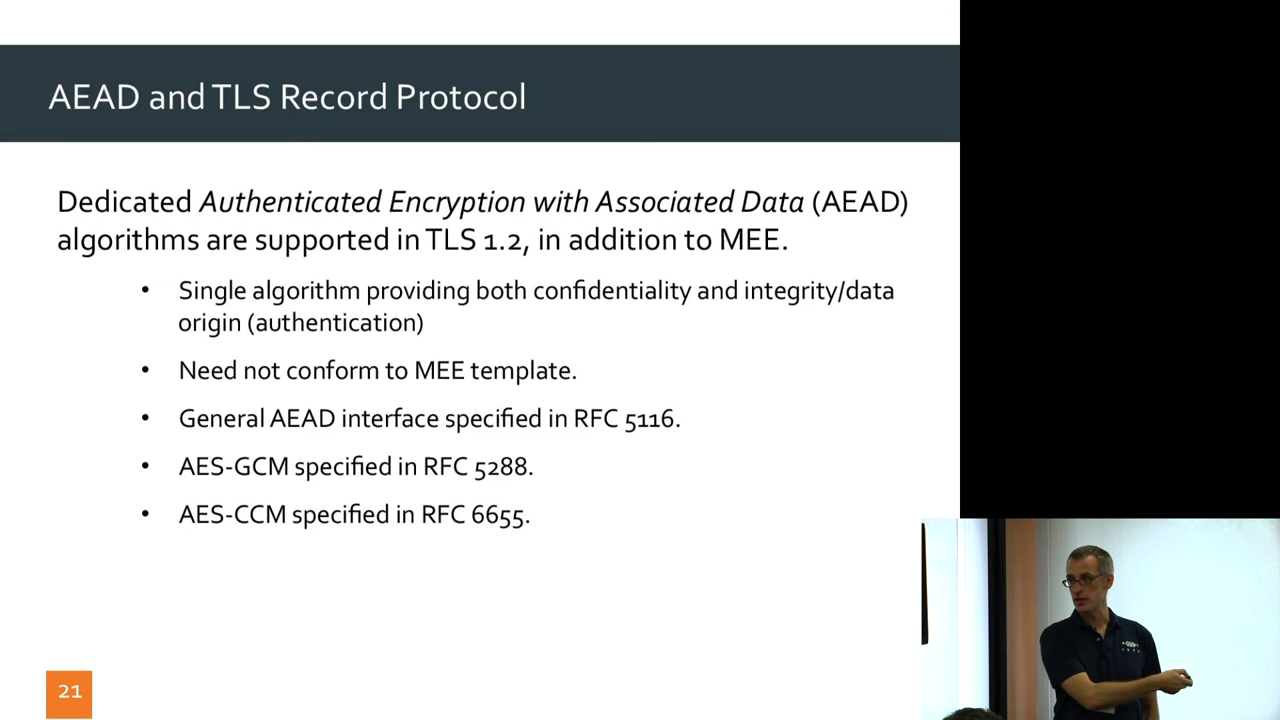 AEAD and TLS Record Protocol
Dedicated Authenticated Encryption with Associated Data (AEAD)
algorithms are supported in TLS 1.2, in addition to MEE.
• Single algorithm providing both confidentiality and integrity/data
origin (authentication)
• Need not conform to MEE template.
• General AEAD interface specified in RFC 5116.
• AES-GCM specified in RFC 5288.
• AES-CCM specified in RFC 6655.
21